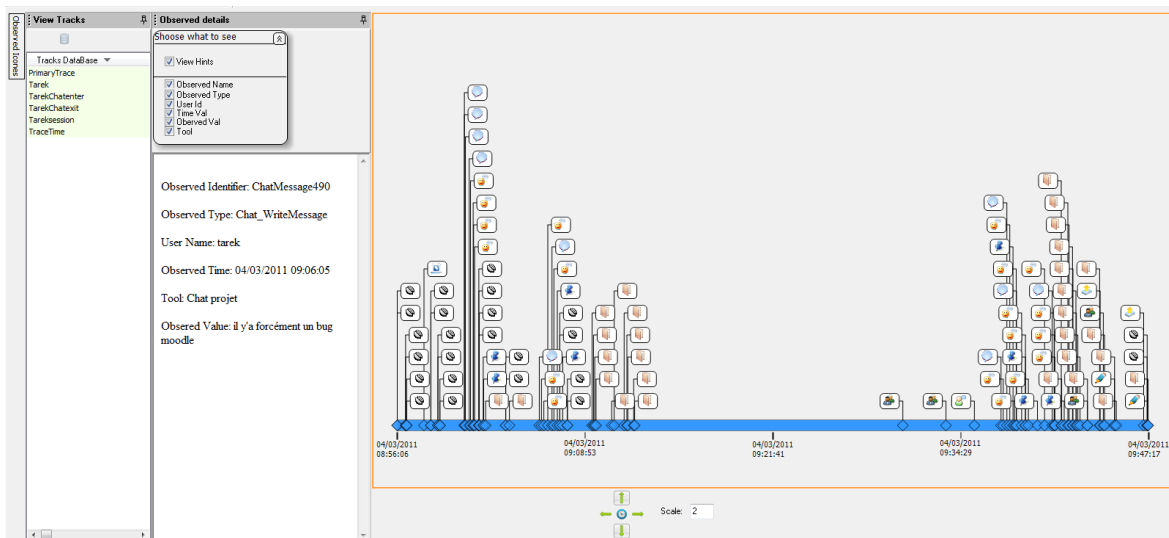 Observed Icones
View Tracks
Tracks DataBase
PrimaryTrace
Tarek
TarekChatenter
TarekChatexit
Tareksession
TraceTime
Observed details
Choose what to see
View Hints
Observed Name
Observed Type
User Id
Time Val
Oberved Val
Tool
Observed Identifier: ChatMessage490
Observed Type: Chat_WriteMessage
User Name: tarek
Observed Time: 04/03/2011 09:06:05
Tool: Chat projet
Obsered Value: il y'a forcément un bug
moodle
04/03/2011
08:56:06
04/03/2011
09:08:53
04/03/2011
09:21:41
04/03/2011
09:34:29
04/03/2011
09:47:17
Scale: 2